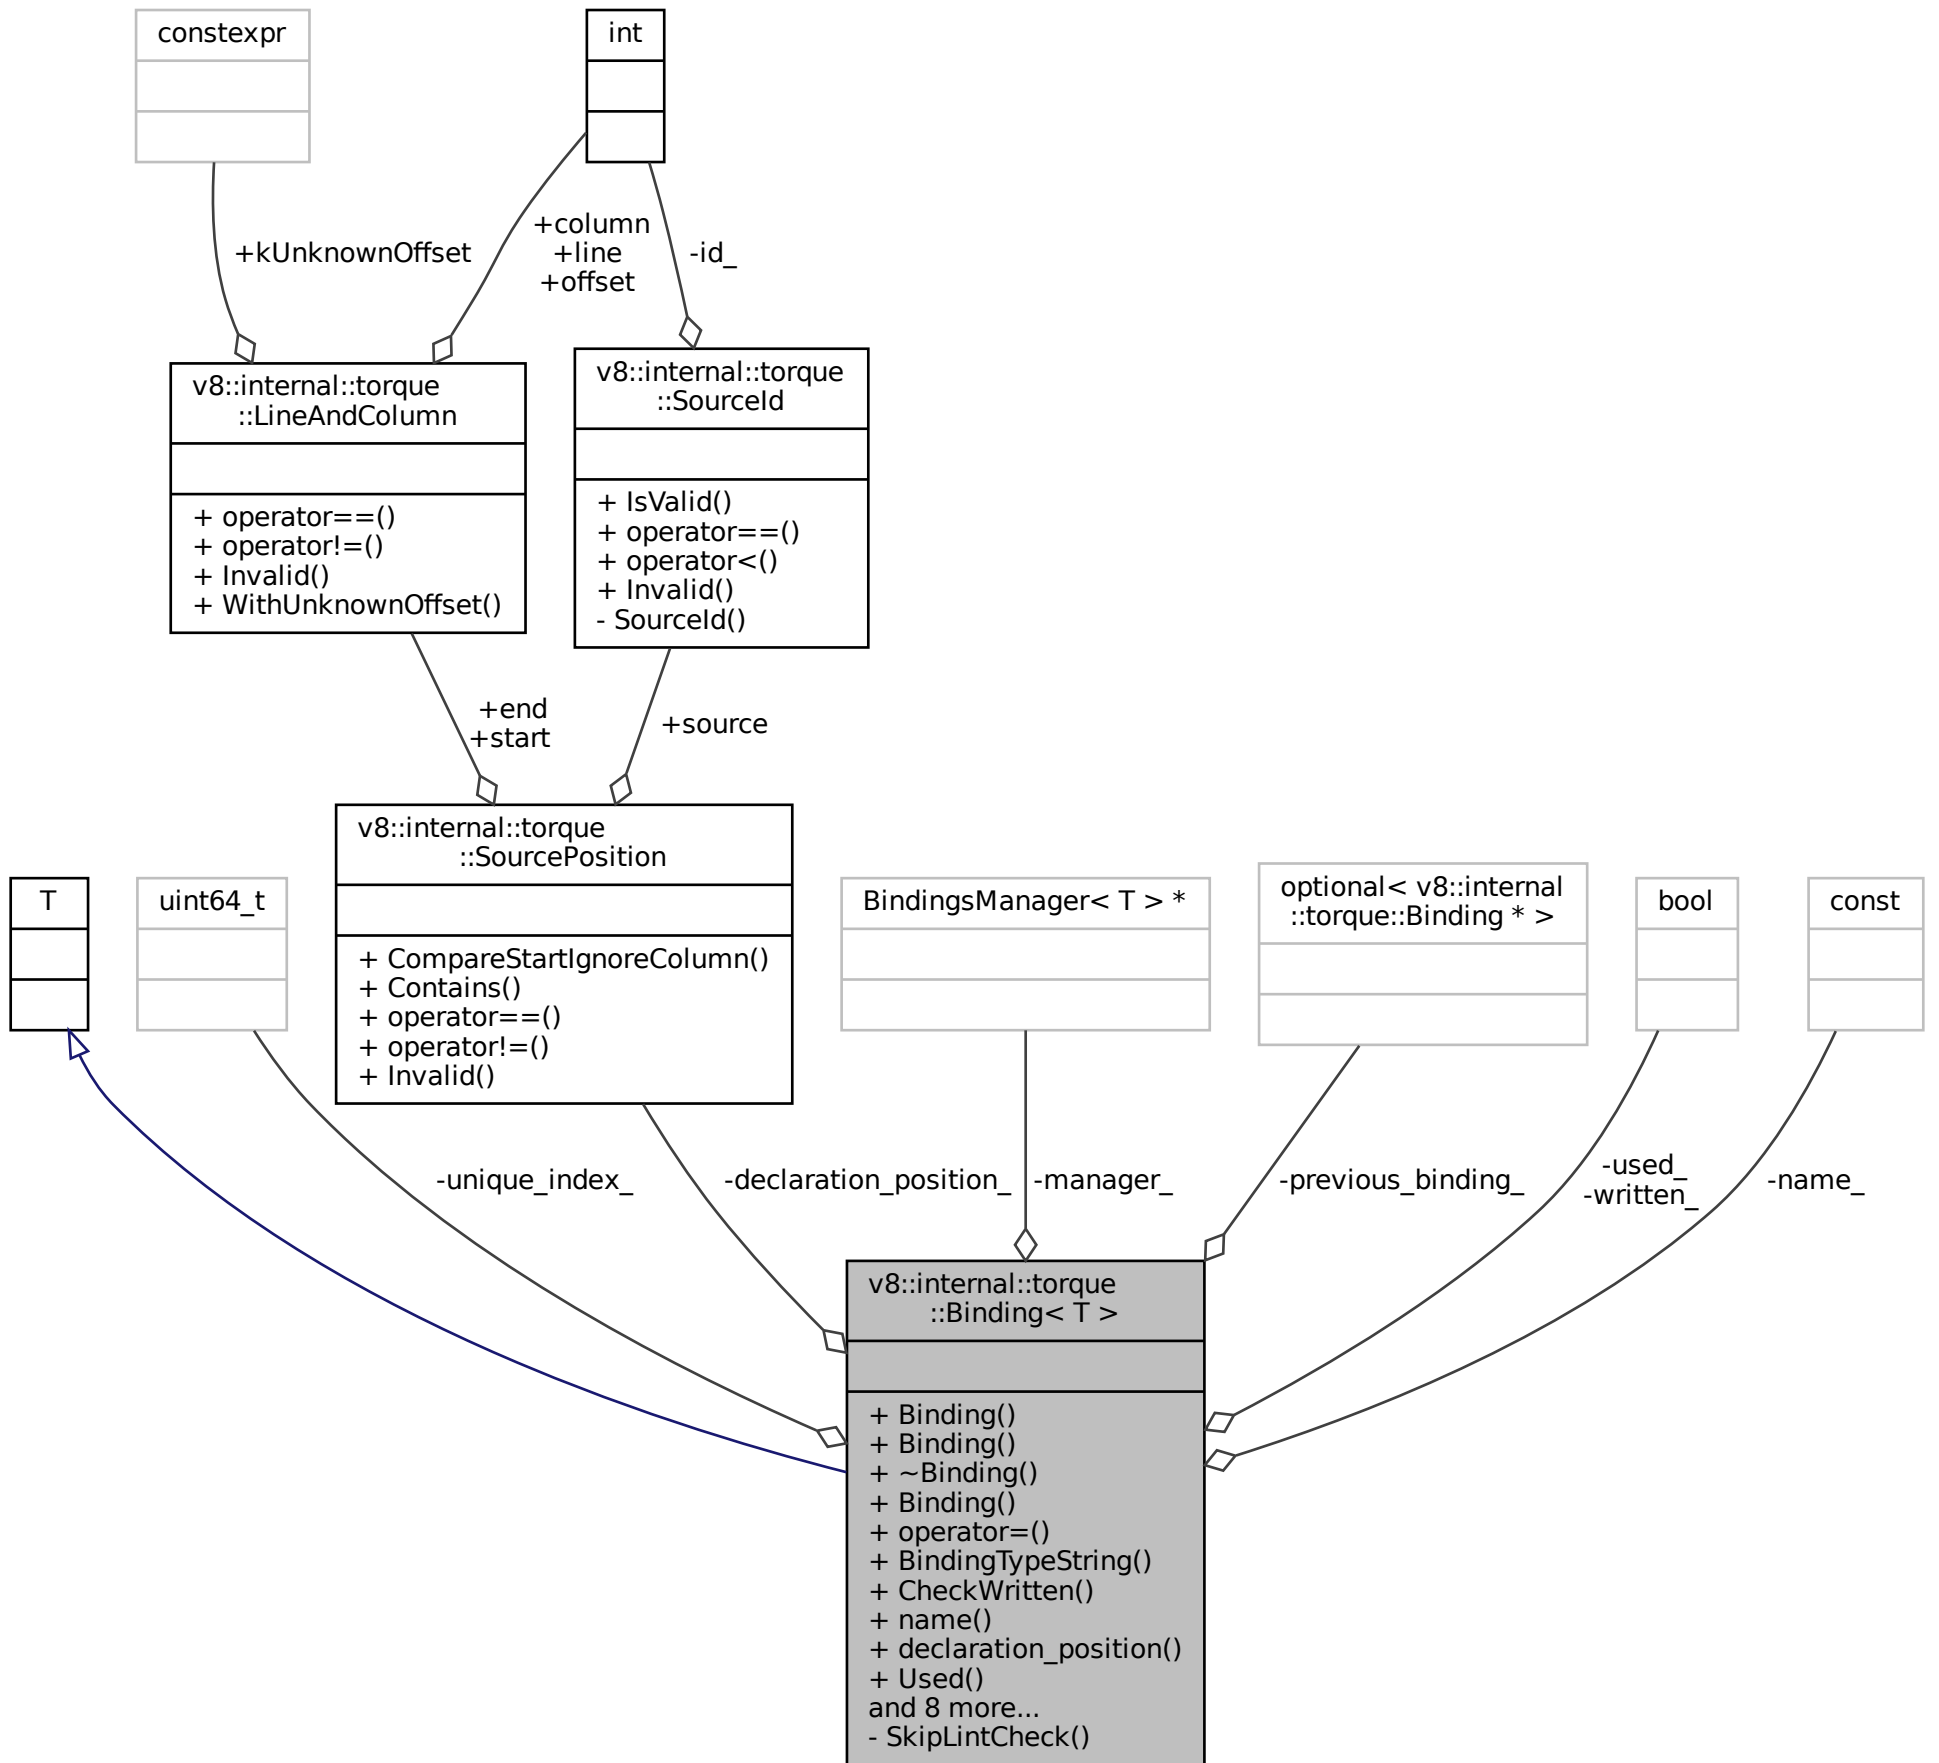 constexpr
int
+kUnknownOffset
+column
+line
+offset
-id_
v8::internal::torque
::LineAndColumn
+ operator==()
+ operator!=()
+ Invalid()
+ WithUnknownOffset()
v8::internal::torque
::SourceId
+ IsValid()
+ operator==()
+ operator<()
+ Invalid()
- SourceId()
+end
+start
+source
T
uint64_t
v8::internal::torque
::SourcePosition
+ CompareStartIgnoreColumn()
+ Contains()
+ operator==()
+ operator!=()
+ Invalid()
BindingsManager< T > *
optional< v8::internal
::torque::Binding * >
bool
const
-unique_index_
-declaration_position_
-manager_
-previous_binding_
-used_
-written_
-name_
v8::internal::torque
::Binding< T >
+ Binding()
+ Binding()
+ ~Binding()
+ Binding()
+ operator=()
+ BindingTypeString()
+ CheckWritten()
+ name()
+ declaration_position()
+ Used()
and 8 more...
- SkipLintCheck()